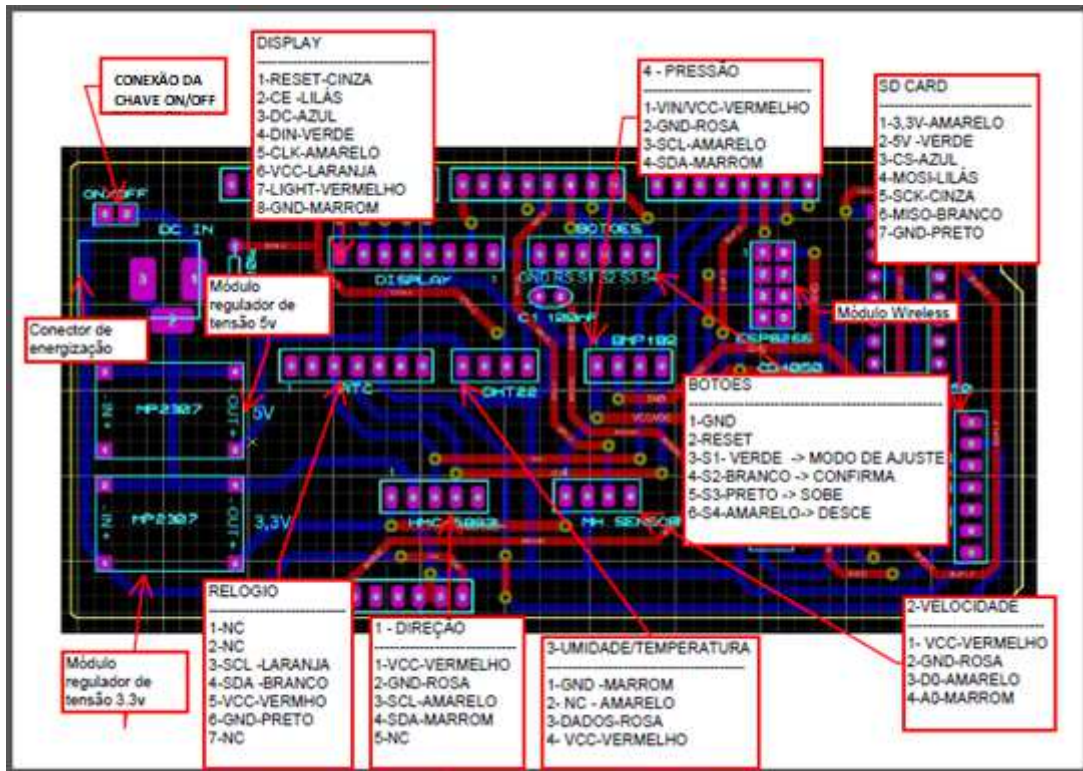 DISPLAY
1-RESET-CINZA
2-CE -LILÁS
3-DC-AZUL
4-DIN-VERDE
5-CLK-AMARELO
6-VCC-LARANJA
7-LIGHT-VERMELHO
8-GND-MARROM
CONEXÃO DA
CHAVE ON/OFF
4 - PRESSÃO
1-VIN/VCC-VERMELHO
2-GND-ROSA
3-SCL-AMARELO
4-SDA-MARROM
SD CARD
1-3,3V-AMARELO
2-5V -VERDE
3-CS-AZUL
4-MOSI-LILÁS
5-SCK-CINZA
6-MISO-BRANCO
7-GND-PRETO
ON/OFF
DC IN
DISPLAY
1
BOTOES
GND RS S1 S2 S3 S4
C1 100nF
Módulo
regulador de
tensão 5v
Conector de
energização
Módulo Wireless
ESP8266
CD4050
BMP182
RTC
DHT22
MP2307
-IN+
-OUT+
5V
MP2307
-IN+
-OUT+
3,3V
BOTOES
1-GND
2-RESET
3-S1- VERDE -> MODO DE AJUSTE
4-S2-BRANCO -> CONFIRMA
5-S3-PRETO -> SOBE
6-S4-AMARELO-> DESCE
MH SENSOR
RELOGIO
1-NC
2-NC
3-SCL -LARANJA
4-SDA -BRANCO
5-VCC-VERMHO
6-GND-PRETO
7-NC
1 - DIREÇÃO
1-VCC-VERMELHO
2-GND-ROSA
3-SCL-AMARELO
4-SDA-MARROM
5-NC
3-UMIDADE/TEMPERATURA
1-GND -MARROM
2- NC - AMARELO
3-DADOS-ROSA
4- VCC-VERMELHO
2-VELOCIDADE
1- VCC-VERMELHO
2-GND-ROSA
3-D0-AMARELO
4-A0-MARROM
Módulo
regulador de
tensão 3.3v